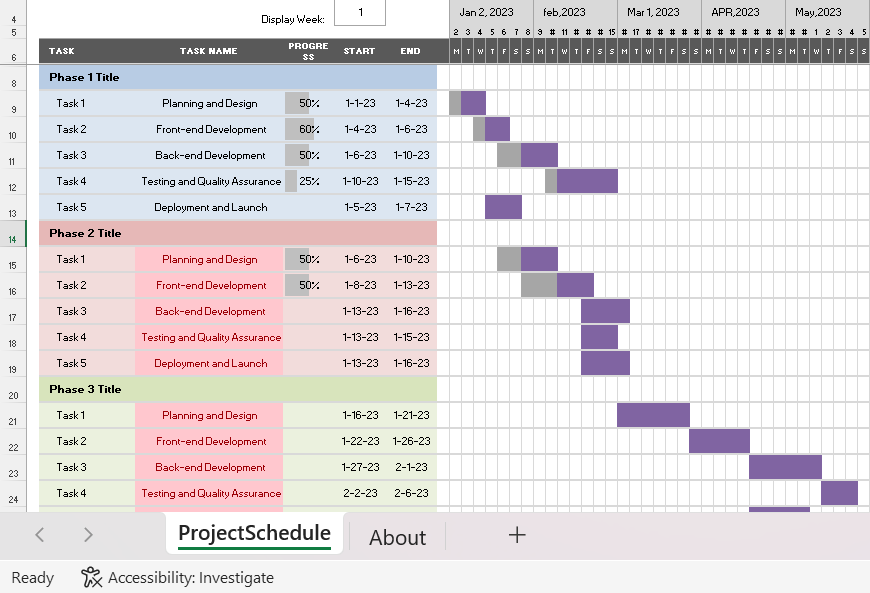 4 Display Week: 1 Jan 2, 2023 feb,2023 Mar 1, 2023 APR,2023 May,2023
5 2 3 4 5 6 7 8 9 # 11 # # # 15 # 17 # # # # # # # # # # # # # # 1 2 3 4 5
6 TASK TASK NAME PROGRE SS START END M T W T F S S M T W T F S S M T W T F S S M T W T F S S M T W T F S S
8 Phase 1 Title
9 Task 1 Planning and Design 50% 1-1-23 1-4-23
10 Task 2 Front-end Development 60% 1-4-23 1-6-23
11 Task 3 Back-end Development 50% 1-6-23 1-10-23
12 Task 4 Testing and Quality Assurance 25% 1-10-23 1-15-23
13 Task 5 Deployment and Launch 1-5-23 1-7-23
14 Phase 2 Title
15 Task 1 Planning and Design 50% 1-6-23 1-10-23
16 Task 2 Front-end Development 50% 1-8-23 1-13-23
17 Task 3 Back-end Development 1-13-23 1-16-23
18 Task 4 Testing and Quality Assurance 1-13-23 1-15-23
19 Task 5 Deployment and Launch 1-13-23 1-16-23
20 Phase 3 Title
21 Task 1 Planning and Design 1-16-23 1-21-23
22 Task 2 Front-end Development 1-22-23 1-26-23
23 Task 3 Back-end Development 1-27-23 2-1-23
24 Task 4 Testing and Quality Assurance 2-2-23 2-6-23
ProjectSchedule About
Ready Accessibility: Investigate